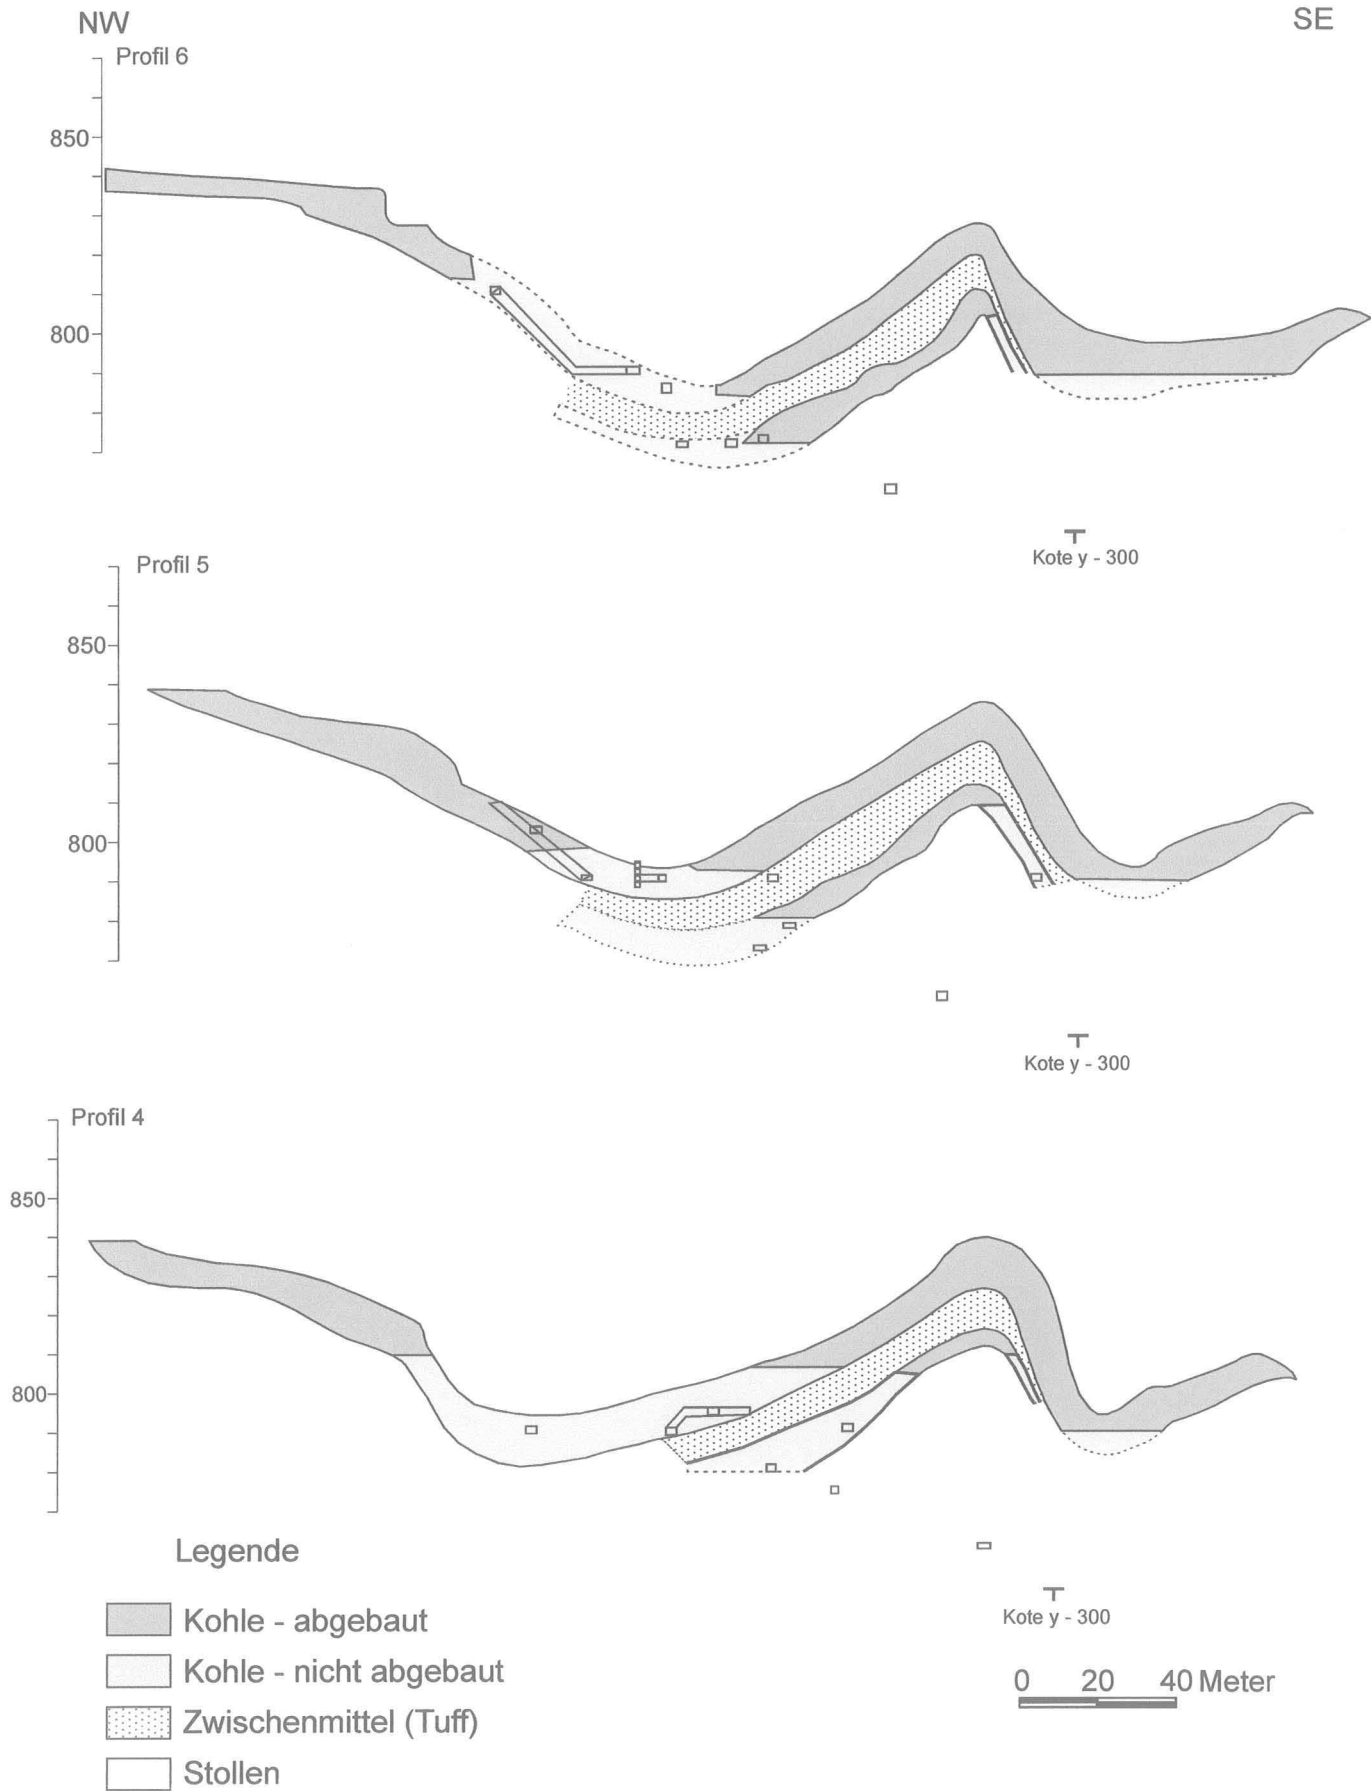 NW
SE
Profil 6
850
800
Kote y - 300
Profil 5
850
800
Kote y - 300
Profil 4
850
800
Legende
Kohle - abgebaut
Kohle - nicht abgebaut
Zwischenmittel (Tuff)
Stollen
Kote y - 300
0 20 40 Meter